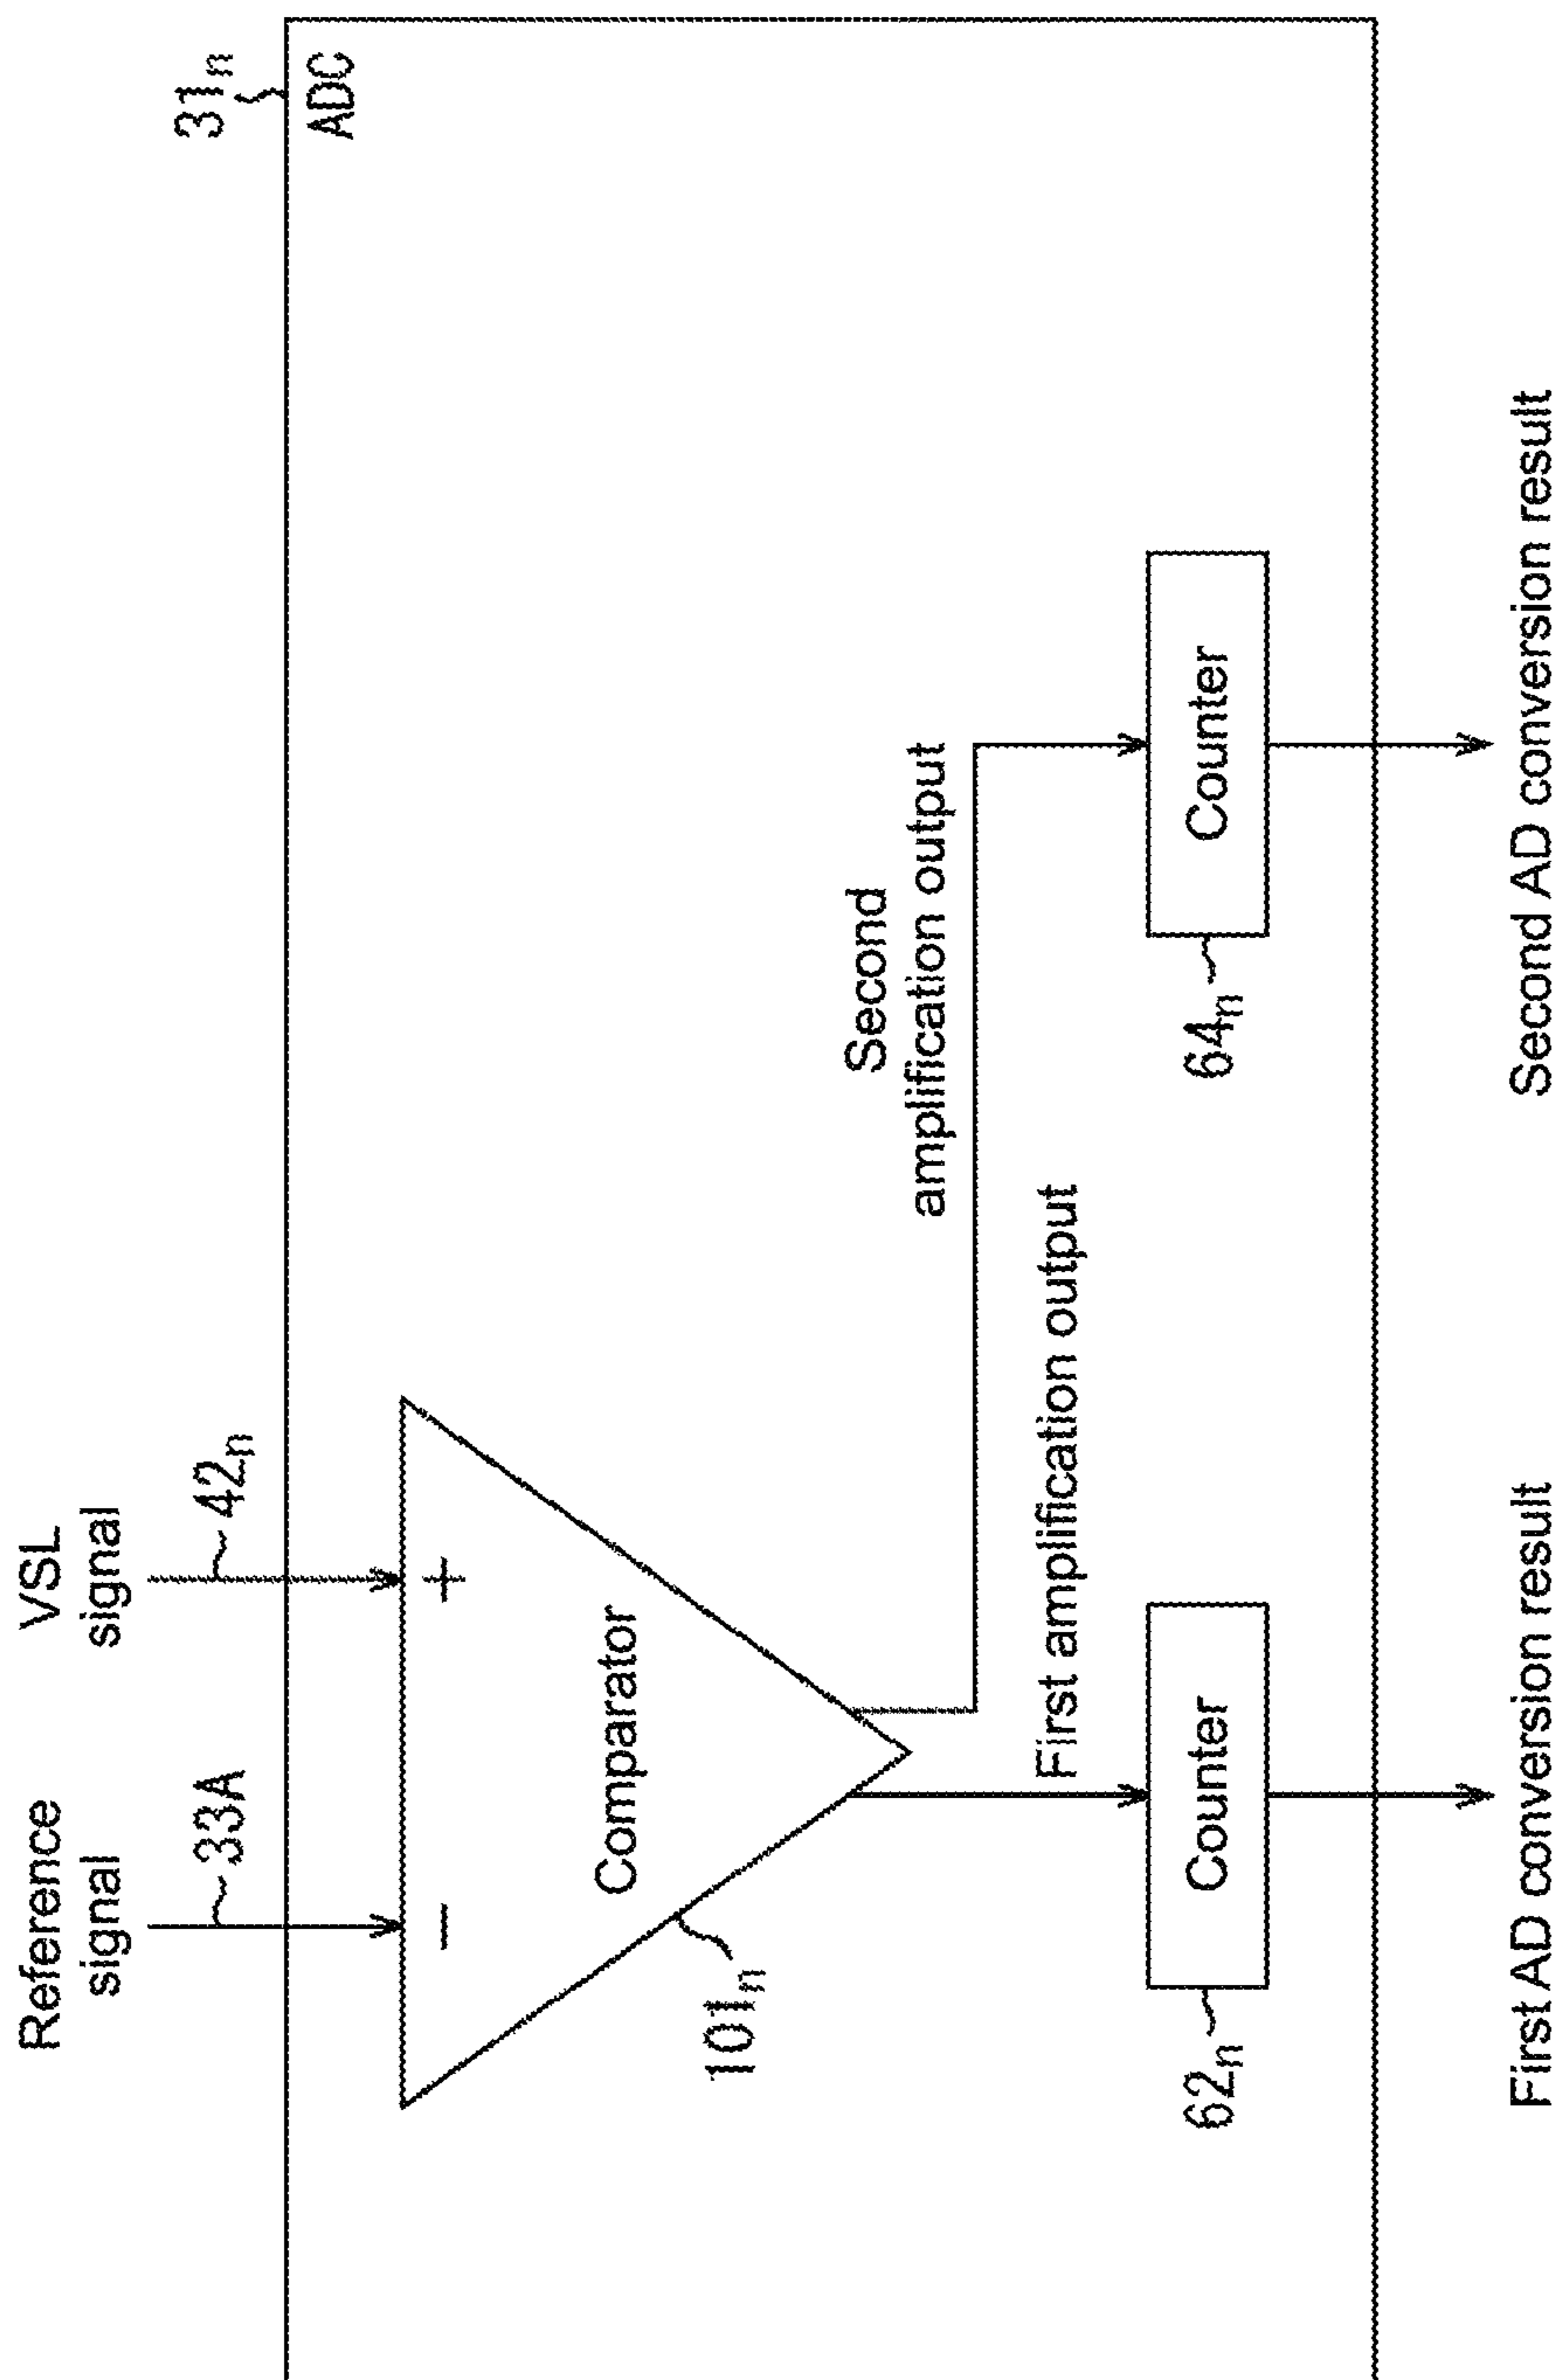 Reference
signal
VSL
signal
33A
42n
31n
ADC
−
+
Comparator
101n
Second
amplification output
First amplification output
Counter
62n
Counter
64n
First AD conversion result
Second AD conversion result